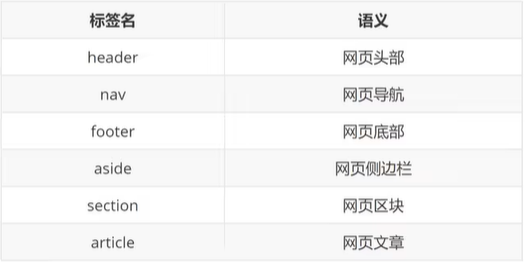 标签名 语义
header 网页头部
nav 网页导航
footer 网页底部
aside 网页侧边栏
section 网页区块
article 网页文章